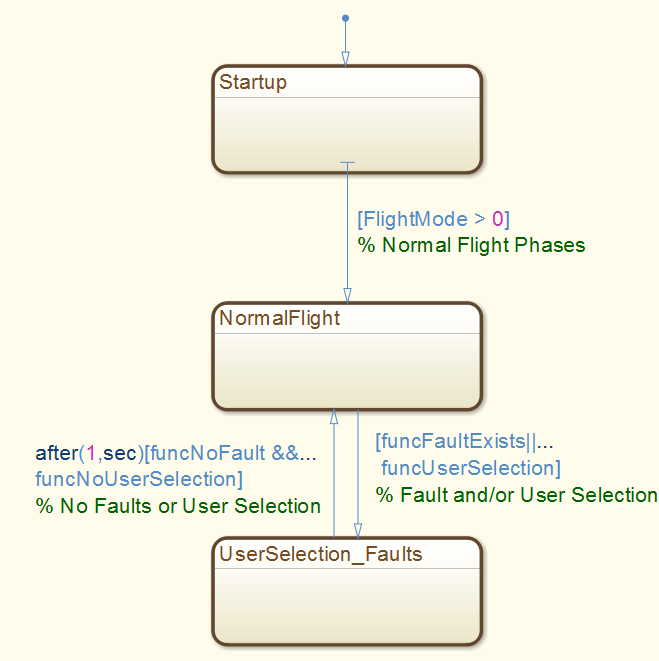 Startup
[FlightMode > 0]
% Normal Flight Phases
NormalFlight
after(1,sec)[funcNoFault &&...
funcNoUserSelection]
% No Faults or User Selection
[funcFaultExists||...
funcUserSelection]
% Fault and/or User Selection
UserSelection_Faults